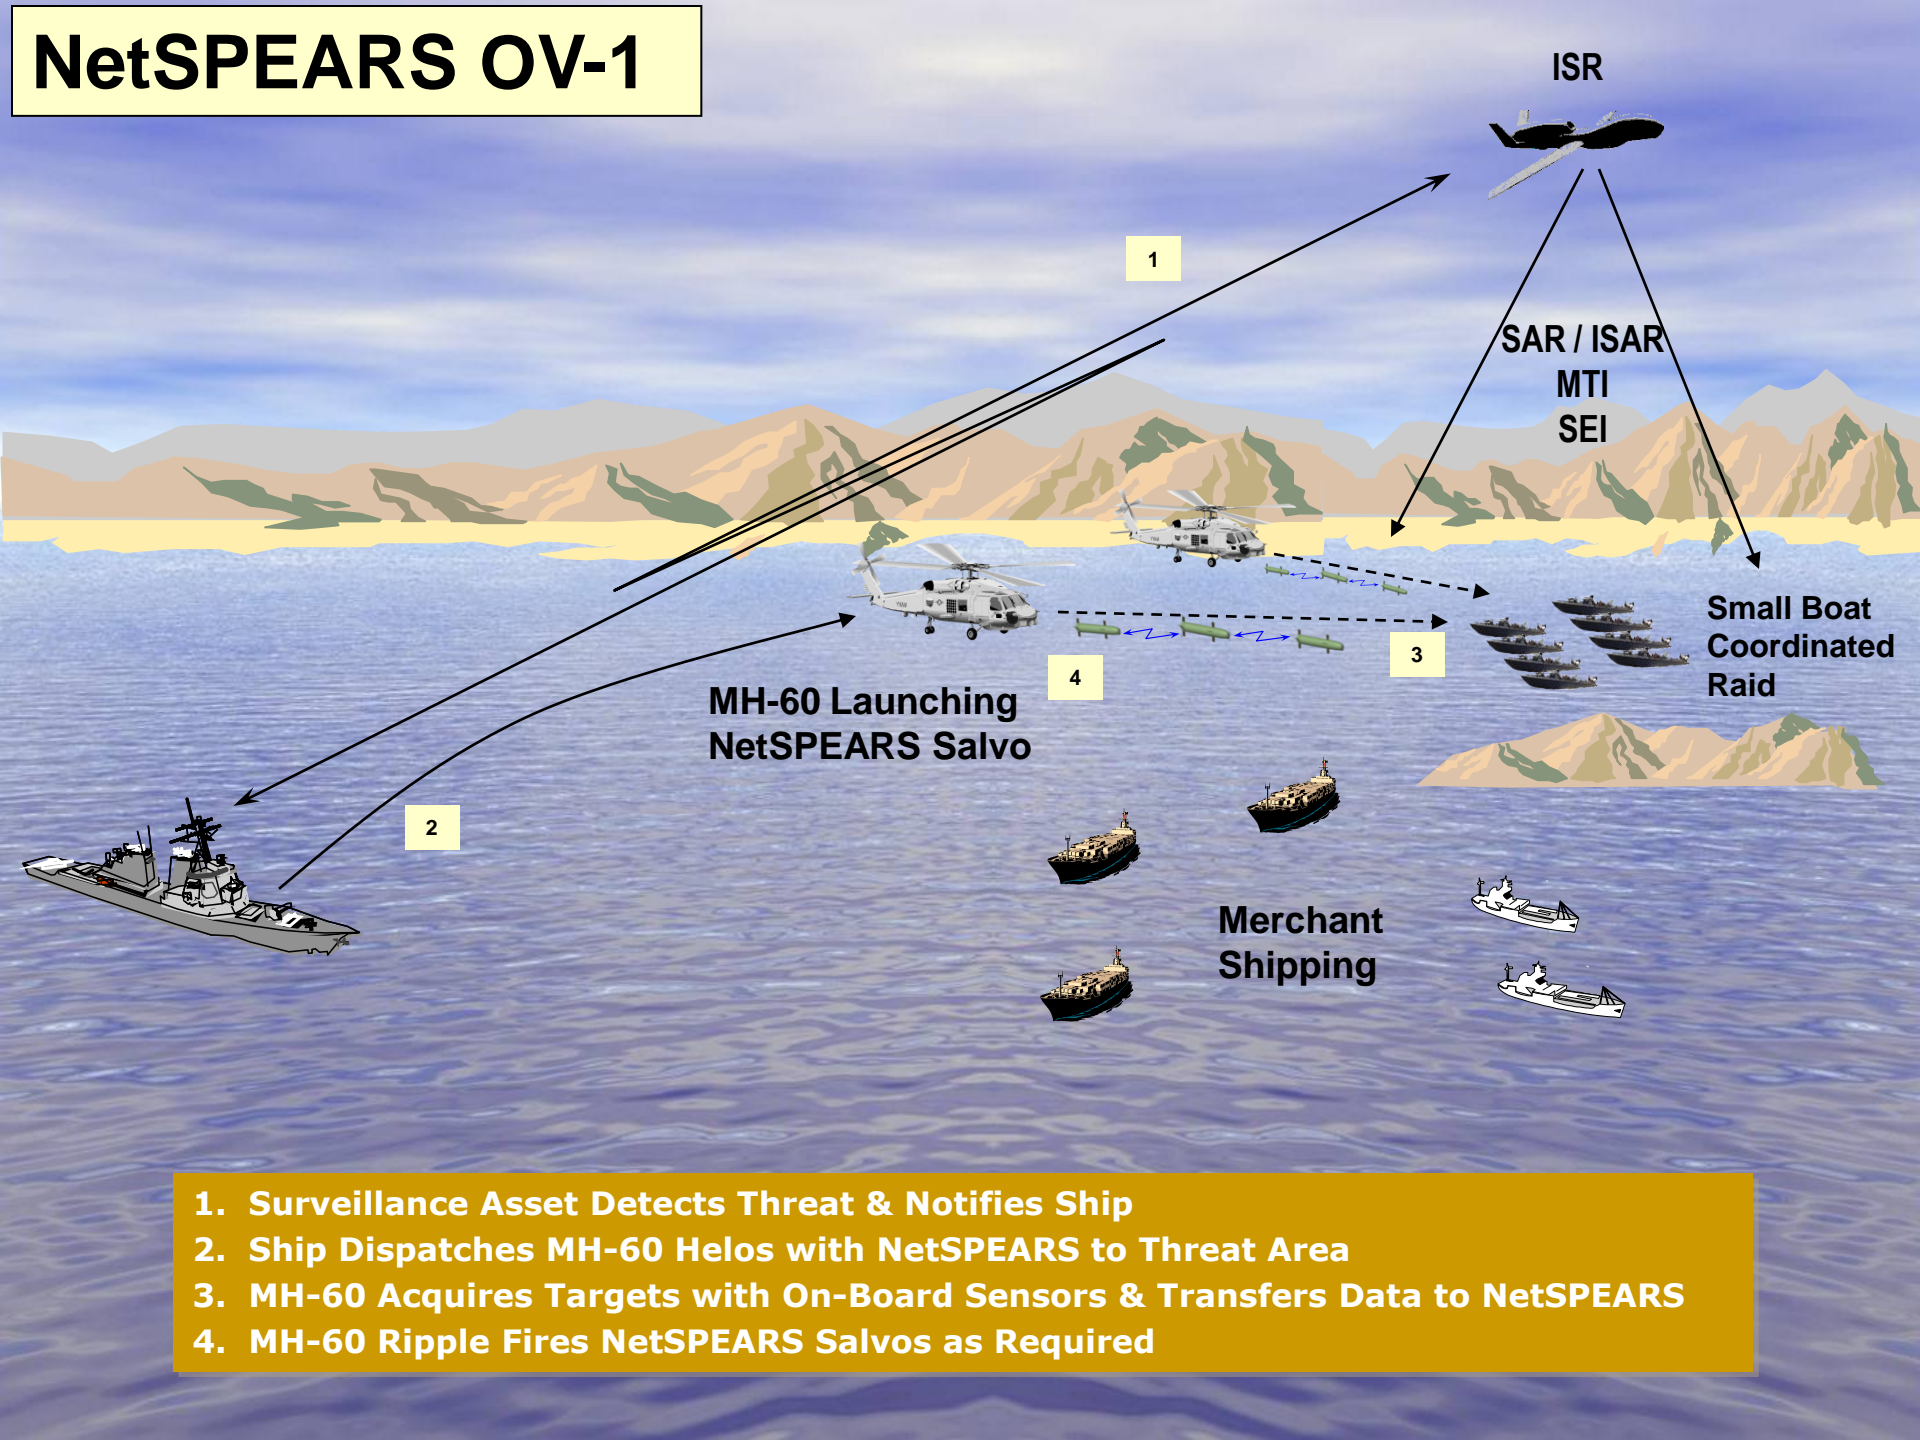 NetSPEARS OV-1
ISR
1
SAR / ISAR
MTI
SEI
Small Boat
Coordinated
Raid
3
4
MH-60 Launching
NetSPEARS Salvo
2
Merchant
Shipping
1. Surveillance Asset Detects Threat & Notifies Ship
2. Ship Dispatches MH-60 Helos with NetSPEARS to Threat Area
3. MH-60 Acquires Targets with On-Board Sensors & Transfers Data to NetSPEARS
4. MH-60 Ripple Fires NetSPEARS Salvos as Required